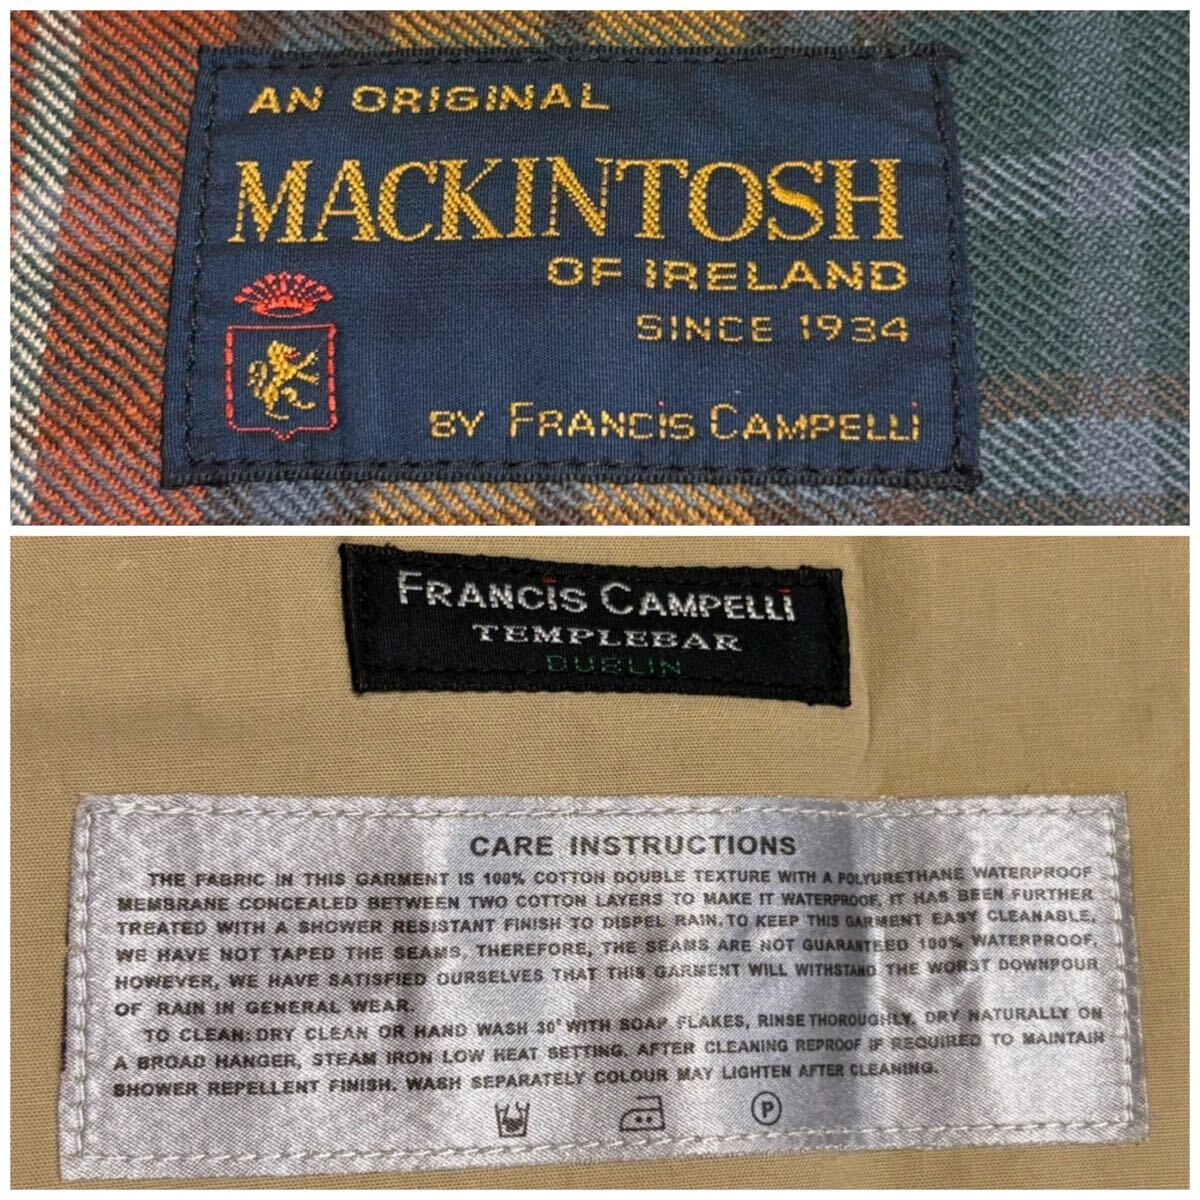 AN ORIGINAL
MACKINTOSH
OF IRELAND
SINCE 1934
BY FRANCIS CAMPELLI
FRANCIS CAMPELLI
TEMPLEBAR
DUBLIN
CARE INSTRUCTIONS
THE FABRIC IN THIS GARMENT IS 100% COTTON DOUBLE TEXTURE WITH A POLYURETHANE WATERPROOF
MEMBRANE CONCEALED BETWEEN TWO COTTON LAYERS TO MAKE IT WATERPROOF, IT HAS BEEN FURTHER
TREATED WITH A SHOWER RESISTANT FINISH TO DISPEL RAIN. TO KEEP THIS GARMENT EASY CLEANABLE,
WE HAVE NOT TAPED THE SEAMS, THEREFORE, THE SEAMS ARE NOT GUARANTEED 100% WATERPROOF,
HOWEVER, WE HAVE SATISFIED OURSELVES THAT THIS GARMENT WILL WITHSTAND THE WORST DOWNPOUR
OF RAIN IN GENERAL WEAR.
TO CLEAN: DRY CLEAN OR HAND WASH 30° WITH SOAP FLAKES, RINSE THOROUGHLY, DRY NATURALLY ON
A BROAD HANGER, STEAM IRON LOW HEAT SETTING. AFTER CLEANING REPROOF IF REQUIRED TO MAINTAIN
SHOWER REPELLENT FINISH. WASH SEPARATELY COLOUR MAY LIGHTEN AFTER CLEANING.
P